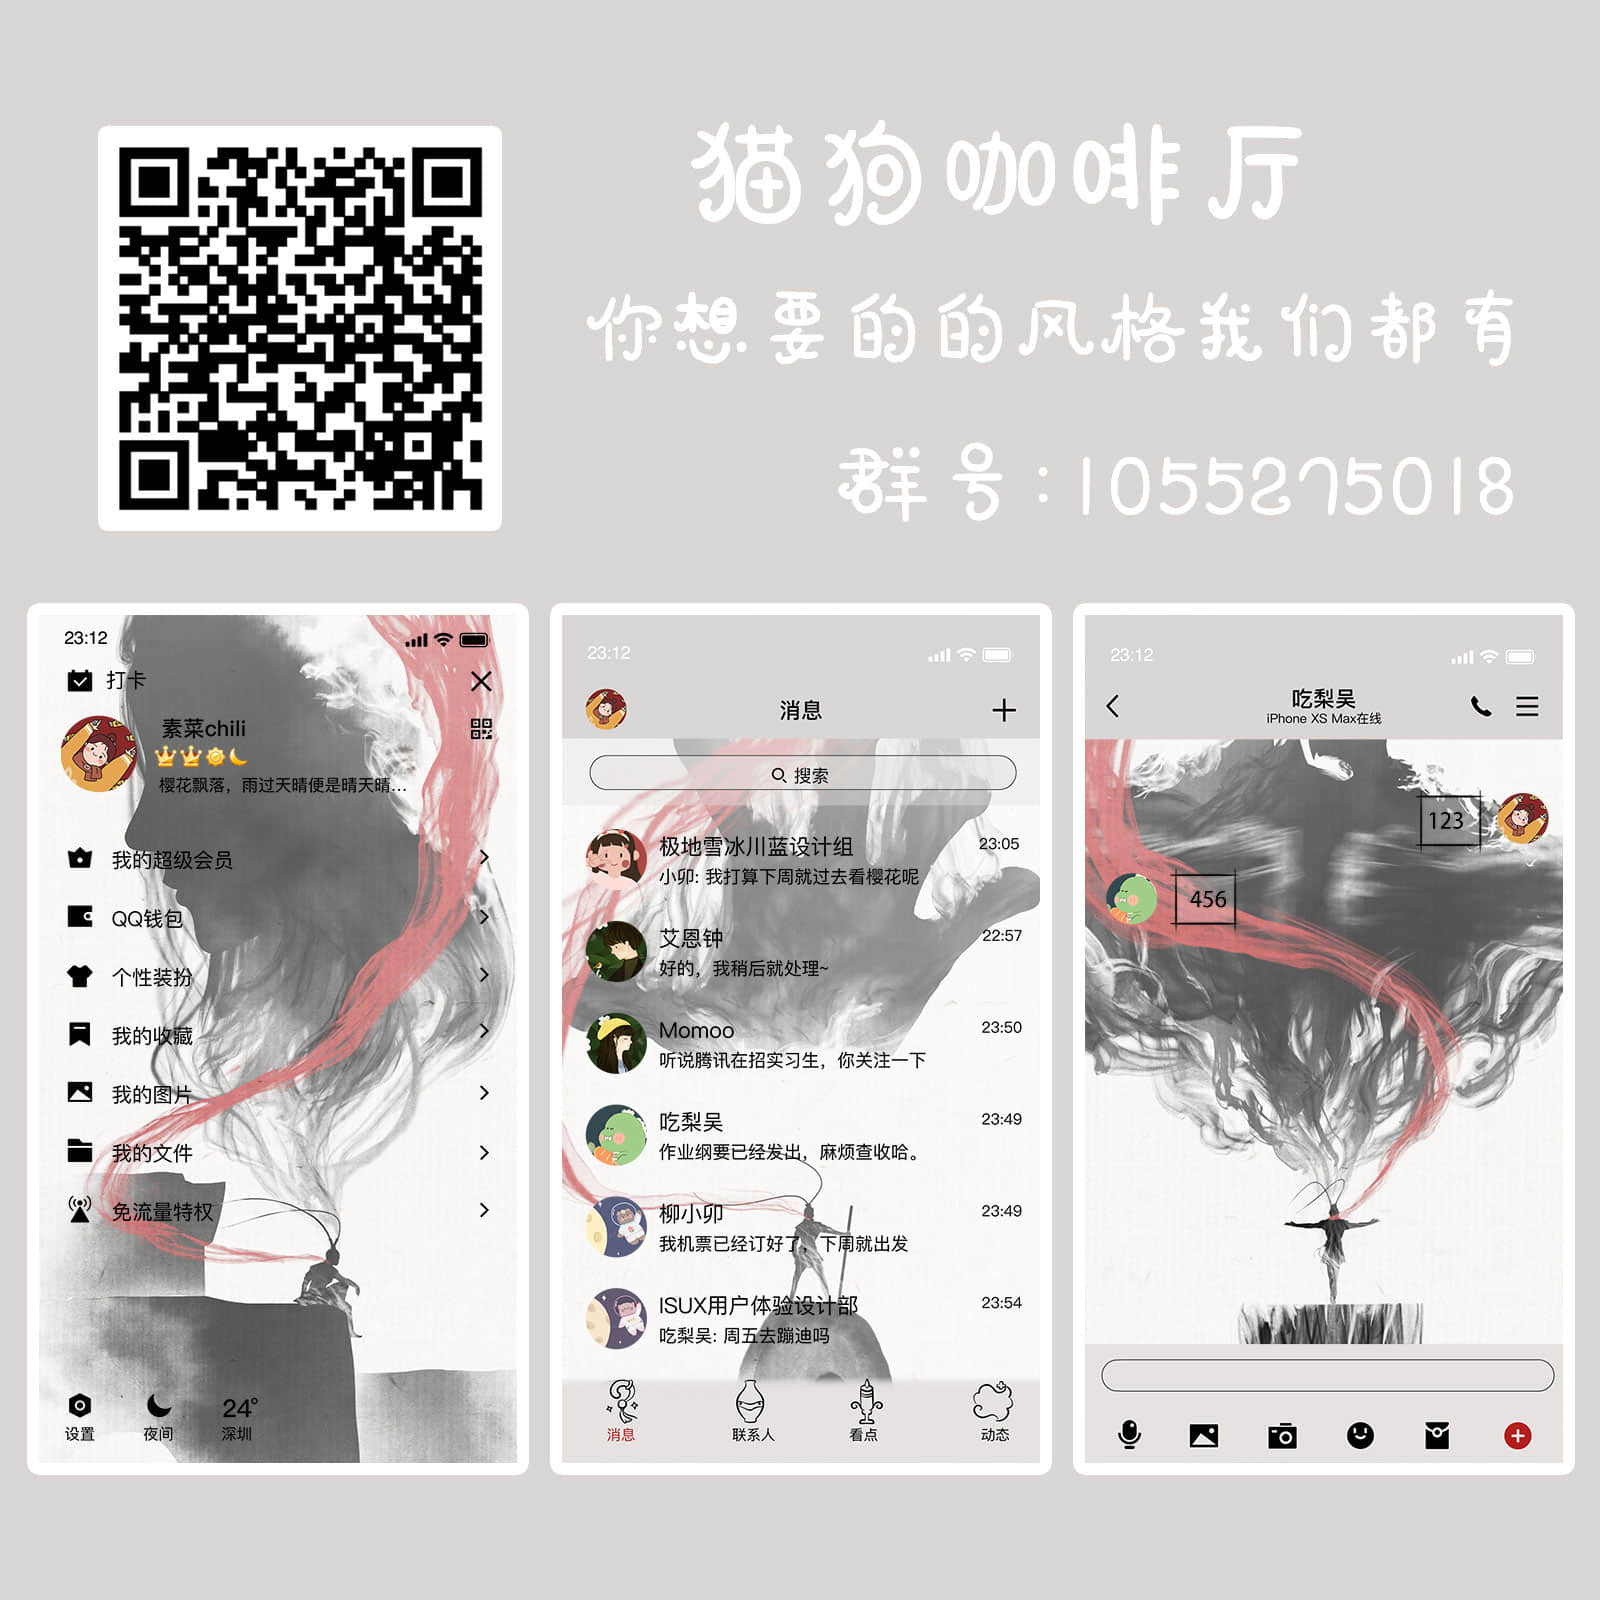 猫狗咖啡厅
你想要的的风格我们都有
群号:1055275018
23:12
打卡
素菜chili
樱花飘落，雨过天晴便是晴天晴...
我的超级会员
QQ钱包
个性装扮
我的收藏
我的图片
我的文件
免流量特权
24°
设置
夜间
深圳
23:12
消息
搜索
极地雪冰川蓝设计组
23:05
小卯: 我打算下周就过去看樱花呢
艾恩钟
22:57
好的，我稍后就处理~
Momoo
23:50
听说腾讯在招实习生，你关注一下
吃梨吴
23:49
作业纲要已经发出，麻烦查收哈。
柳小卯
23:49
我机票已经订好了，下周就出发
ISUX用户体验设计部
23:54
吃梨吴: 周五去蹦迪吗
消息
联系人
看点
动态
23:12
吃梨吴
iPhone XS Max在线
123
456